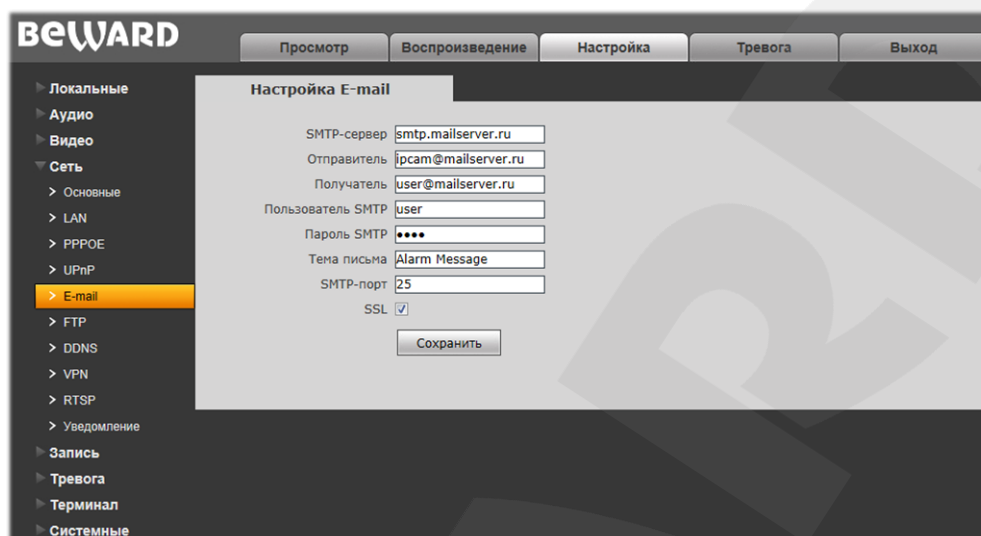 BEWARD
Просмотр
Воспроизведение
Настройка
Тревога
Выход
Локальные
Аудио
Видео
Сеть
> Основные
> LAN
> PPPOE
> UPnP
> E-mail
> FTP
> DDNS
> VPN
> RTSP
> Уведомление
Запись
Тревога
Терминал
Системные
Настройка E-mail
SMTP-сервер smtp.mailserver.ru
Отправитель ipcam@mailserver.ru
Получатель user@mailserver.ru
Пользователь SMTP user
Пароль SMTP ••••
Тема письма Alarm Message
SMTP-порт 25
SSL
Сохранить